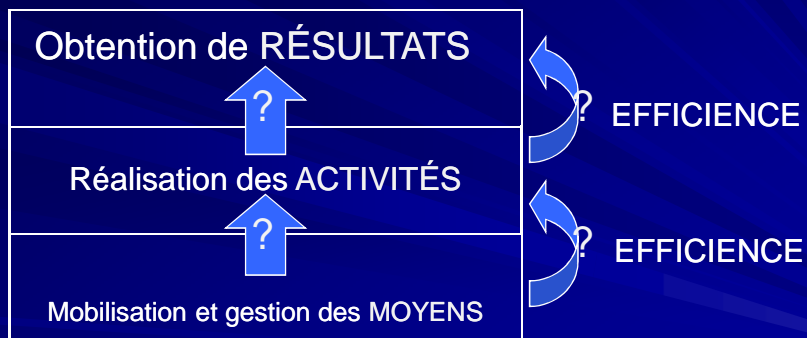 Obtention de RÉSULTATS
?
? EFFICIENCE
Réalisation des ACTIVITÉS
?
? EFFICIENCE
Mobilisation et gestion des MOYENS